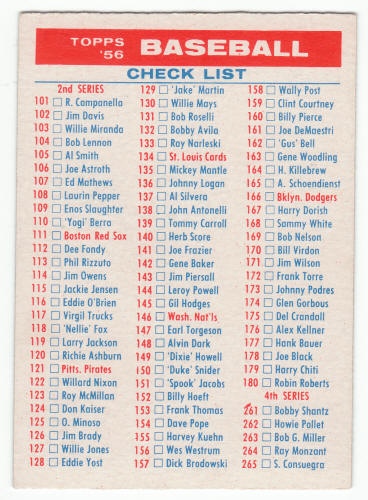 TOPPS '56 BASEBALL
CHECK LIST
2nd SERIES
101 R. Campanella
102 Jim Davis
103 Willie Miranda
104 Bob Lennon
105 Al Smith
106 Joe Astroth
107 Ed Mathews
108 Laurin Pepper
109 Enos Slaughter
110 'Yogi' Berra
111 Boston Red Sox
112 Dee Fondy
113 Phil Rizzuto
114 Jim Owens
115 Jackie Jensen
116 Eddie O'Brien
117 Virgil Trucks
118 'Nellie' Fox
119 Larry Jackson
120 Richie Ashburn
121 Pitts. Pirates
122 Willard Nixon
123 Roy McMillan
124 Don Kaiser
125 O. Minoso
126 Jim Brady
127 Willie Jones
128 Eddie Yost
129 'Jake' Martin
130 Willie Mays
131 Bob Roselli
132 Bobby Avila
133 Ray Narleski
134 St. Louis Cards
135 Mickey Mantle
136 Johnny Logan
137 Al Silvera
138 John Antonelli
139 Tommy Carroll
140 Herb Score
141 Joe Frazier
142 Gene Baker
143 Jim Piersall
144 Leroy Powell
145 Gil Hodges
146 Wash. Nat'ls
147 Earl Torgeson
148 Alvin Dark
149 'Dixie' Howell
150 'Duke' Snider
151 'Spook' Jacobs
152 Billy Hoeft
153 Frank Thomas
154 Dave Pope
155 Harvey Kuehn
156 Wes Westrum
157 Dick Brodowski
158 Wally Post
159 Clint Courtney
160 Billy Pierce
161 Joe DeMaestri
162 'Gus' Bell
163 Gene Woodling
164 H. Killebrew
165 A. Schoendienst
166 Bklyn. Dodgers
167 Harry Dorish
168 Sammy White
169 Bob Nelson
170 Bill Virdon
171 Jim Wilson
172 Frank Torre
173 Johnny Podres
174 Glen Gorbous
175 Del Crandall
176 Alex Kellner
177 Hank Bauer
178 Joe Black
179 Harry Chiti
180 Robin Roberts
4th SERIES
261 Bobby Shantz
262 Howie Pollet
263 Bob G. Miller
264 Ray Monzant
265 S. Consuegra